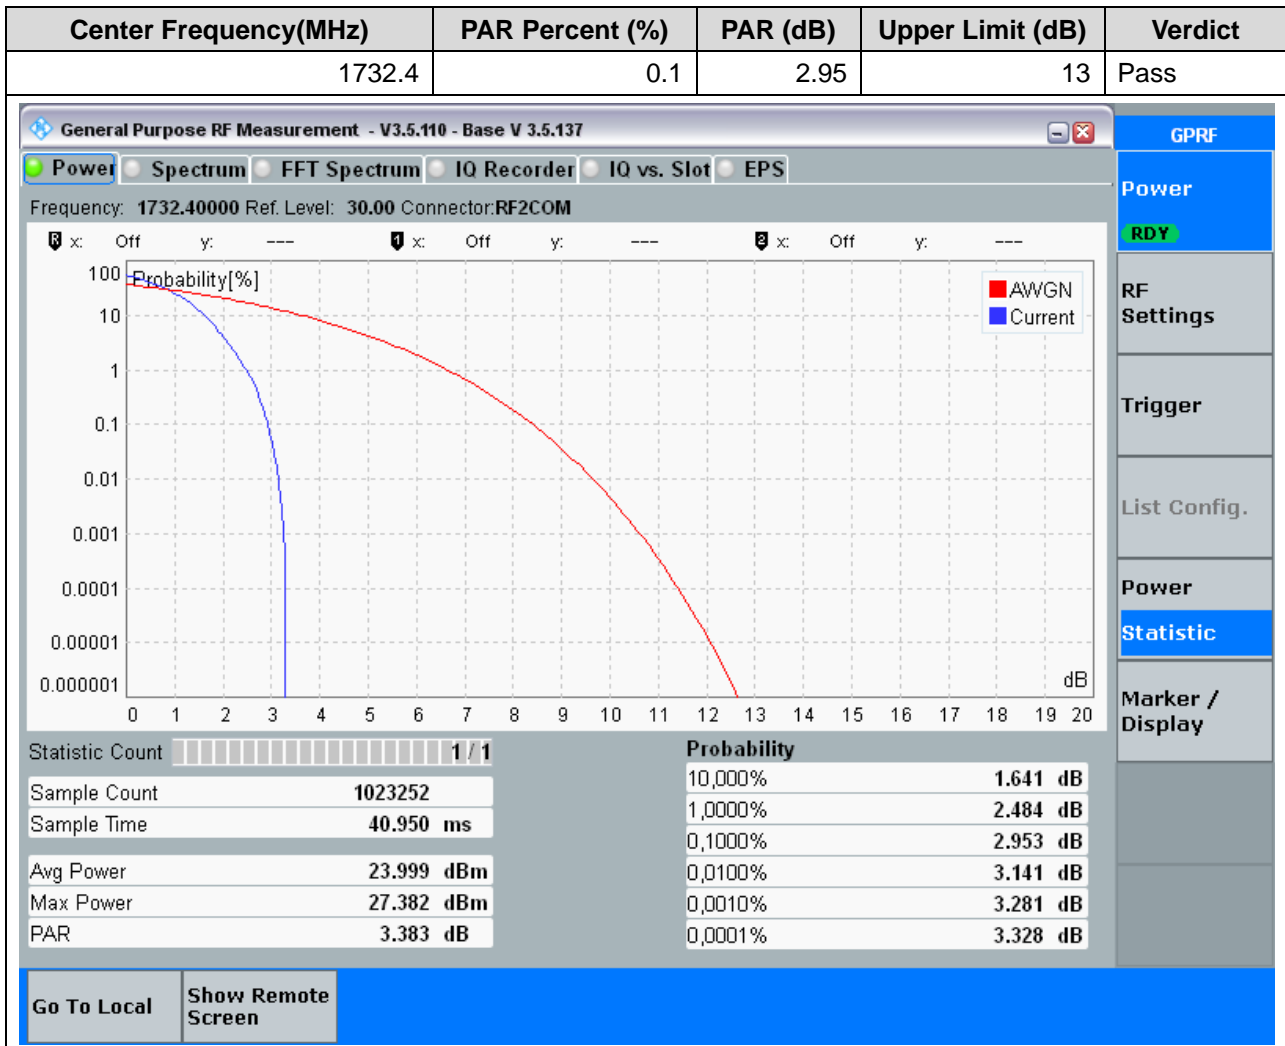 Center Frequency(MHz) PAR Percent (%) PAR (dB) Upper Limit (dB) Verdict
1732.4 0.1 2.95 13 Pass
General Purpose RF Measurement - V3.5.110 - Base V 3.5.137
GPRF
Power Spectrum FFT Spectrum IQ Recorder IQ vs. Slot EPS
Power
RDY
Frequency: 1732.40000 Ref. Level: 30.00 Connector:RF2COM
R x: Off y: --- 1 x: Off y: --- 2 x: Off y: ---
Probability[%]
AWGN
Current
100
10
1
0.1
0.01
0.001
0.0001
0.00001
0.000001
dB
0 1 2 3 4 5 6 7 8 9 10 11 12 13 14 15 16 17 18 19 20
RF
Settings
Trigger
List Config.
Power
Statistic
Marker /
Display
Statistic Count 1 / 1
Sample Count 1023252
Sample Time 40.950 ms
Avg Power 23.999 dBm
Max Power 27.382 dBm
PAR 3.383 dB
Probability
10,000% 1.641 dB
1,0000% 2.484 dB
0,1000% 2.953 dB
0,0100% 3.141 dB
0,0010% 3.281 dB
0,0001% 3.328 dB
Go To Local
Show Remote
Screen